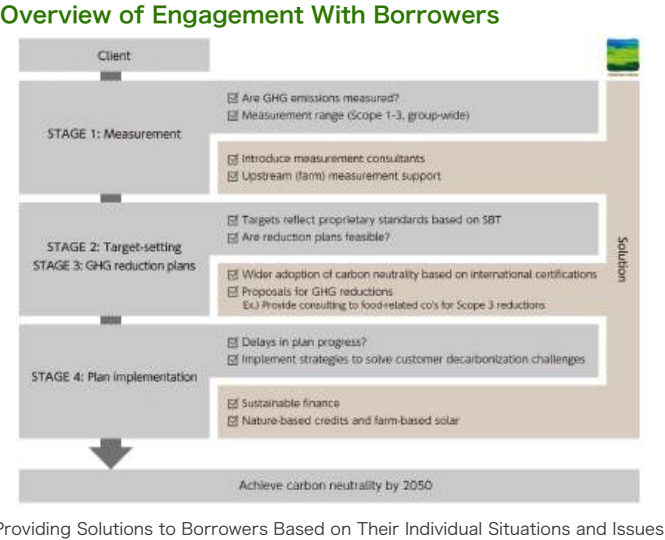 Overview of Engagement With Borrowers
Client
STAGE 1: Measurement
☑ Are GHG emissions measured?
☑ Measurement range (Scope 1-3, group-wide)
☑ Introduce measurement consultants
☑ Upstream (farm) measurement support
STAGE 2: Target-setting
STAGE 3: GHG reduction plans
☑ Targets reflect proprietary standards based on SBT
☑ Are reduction plans feasible?
☑ Wider adoption of carbon neutrality based on international certifications
☑ Proposals for GHG reductions
Ex.) Provide consulting to food-related co's for Scope 3 reductions
Solution
STAGE 4: Plan implementation
☑ Delays in plan progress?
☑ Implement strategies to solve customer decarbonization challenges
☑ Sustainable finance
☑ Nature-based credits and farm-based solar
Achieve carbon neutrality by 2050
Providing Solutions to Borrowers Based on Their Individual Situations and Issues